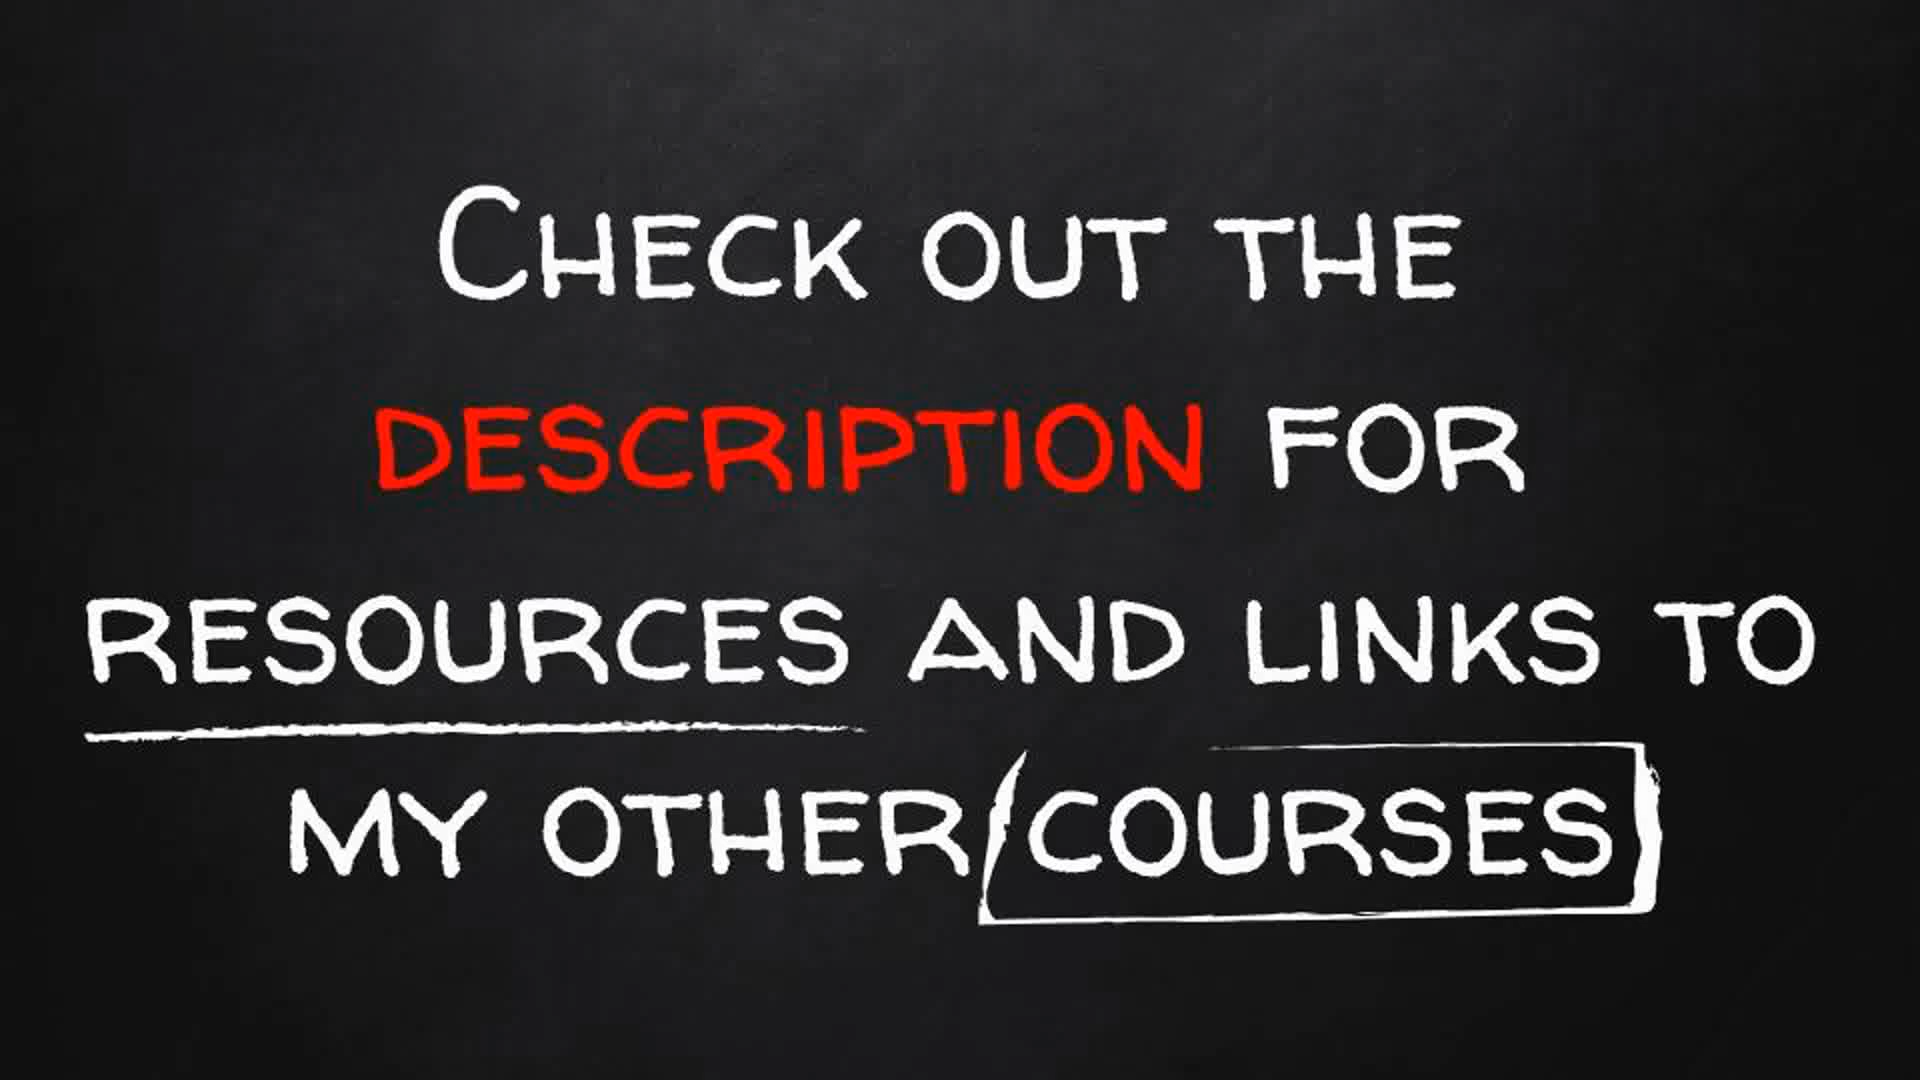 Check out the
description for
resources and links to
my other courses